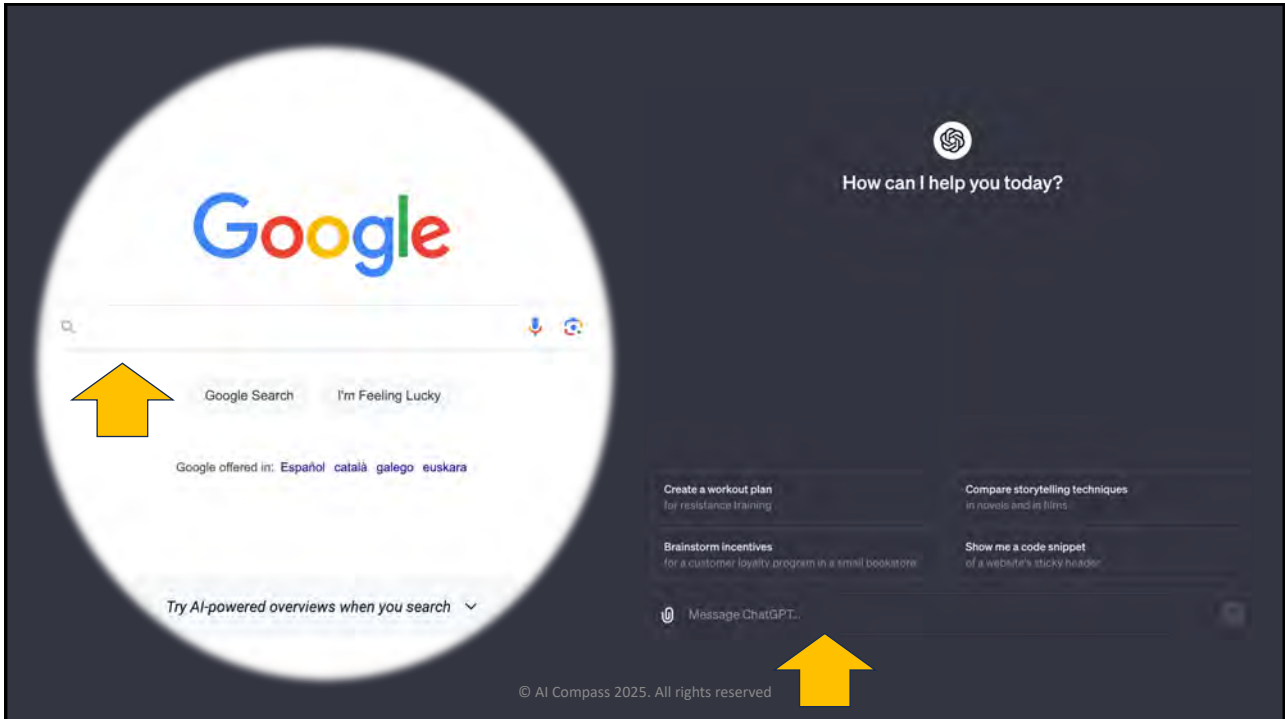 Google
Google Search I'm Feeling Lucky
Google offered in: Español català galego euskara
Try AI-powered overviews when you search
How can I help you today?
Create a workout plan
for resistance training
Compare storytelling techniques
in novels and in films
Brainstorm incentives
for a customer loyalty program in a small bookstore
Show me a code snippet
of a website's sticky header
Message ChatGPT...
© AI Compass 2025. All rights reserved